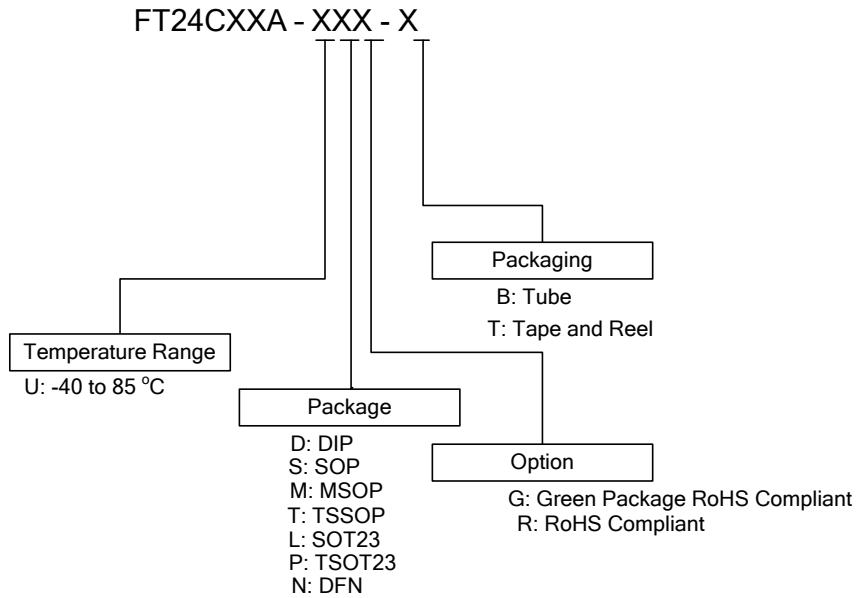 FT24CXXA - XXX - X
Packaging
B: Tube
T: Tape and Reel
Temperature Range
U: -40 to 85 °C
Package
D: DIP
S: SOP
M: MSOP
T: TSSOP
L: SOT23
P: TSOT23
N: DFN
Option
G: Green Package RoHS Compliant
R: RoHS Compliant